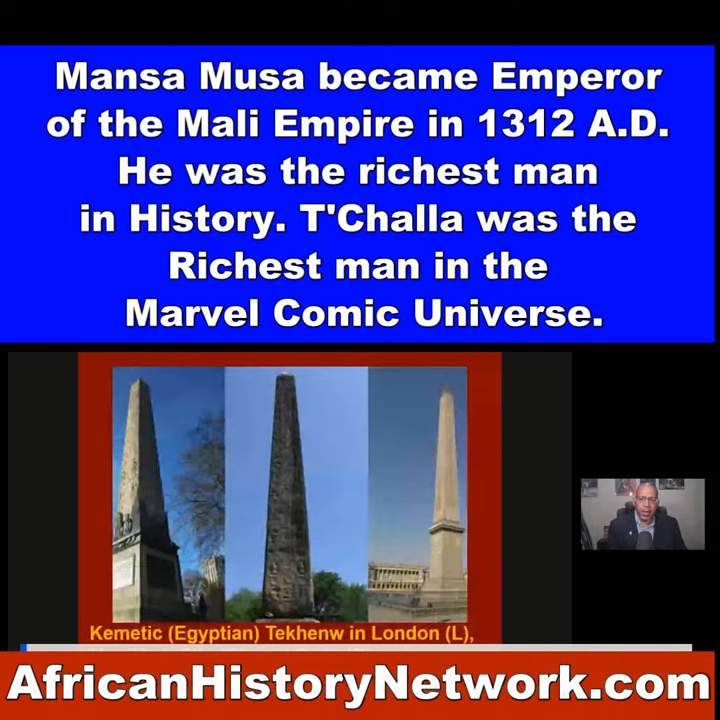 Mansa Musa became Emperor
of the Mali Empire in 1312 A.D.
He was the richest man
in History. T'Challa was the
Richest man in the
Marvel Comic Universe.
Kemetic (Egyptian) Tekhenw in London (L),
AfricanHistoryNetwork.com